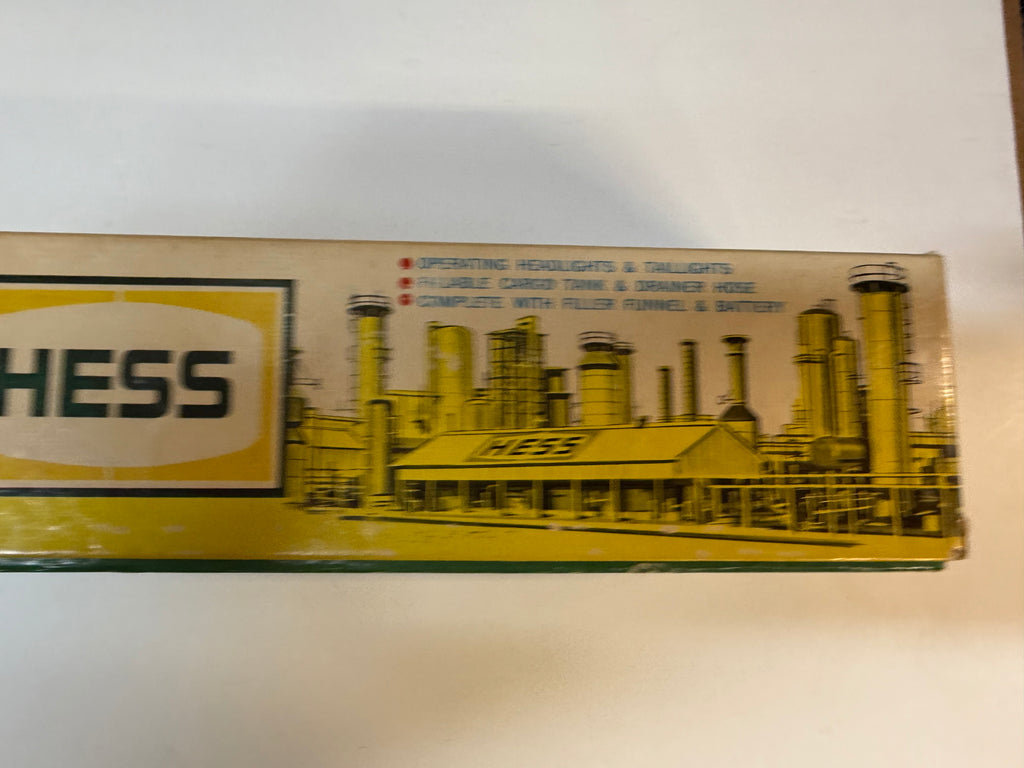 OPERATING HEADLIGHTS & TAILLIGHTS
FILLABLE CARGO TANK & DRAINER HOSE
COMPLETE WITH FILLER FUNNEL & BATTERY
HESS
HESS